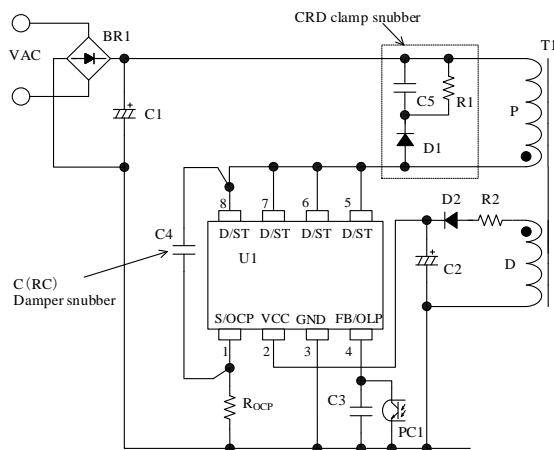 CRD clamp snubber
BR1
VAC
T1
C5
R1
P
C1
D1
8 7 6 5
D/ST D/ST D/ST D/ST
D2 R2
C4
U1
C2
D
C(RC)
Damper snubber
S/OCP VCC GND FB/OLP
1 2 3 4
C3
ROCP
PC1